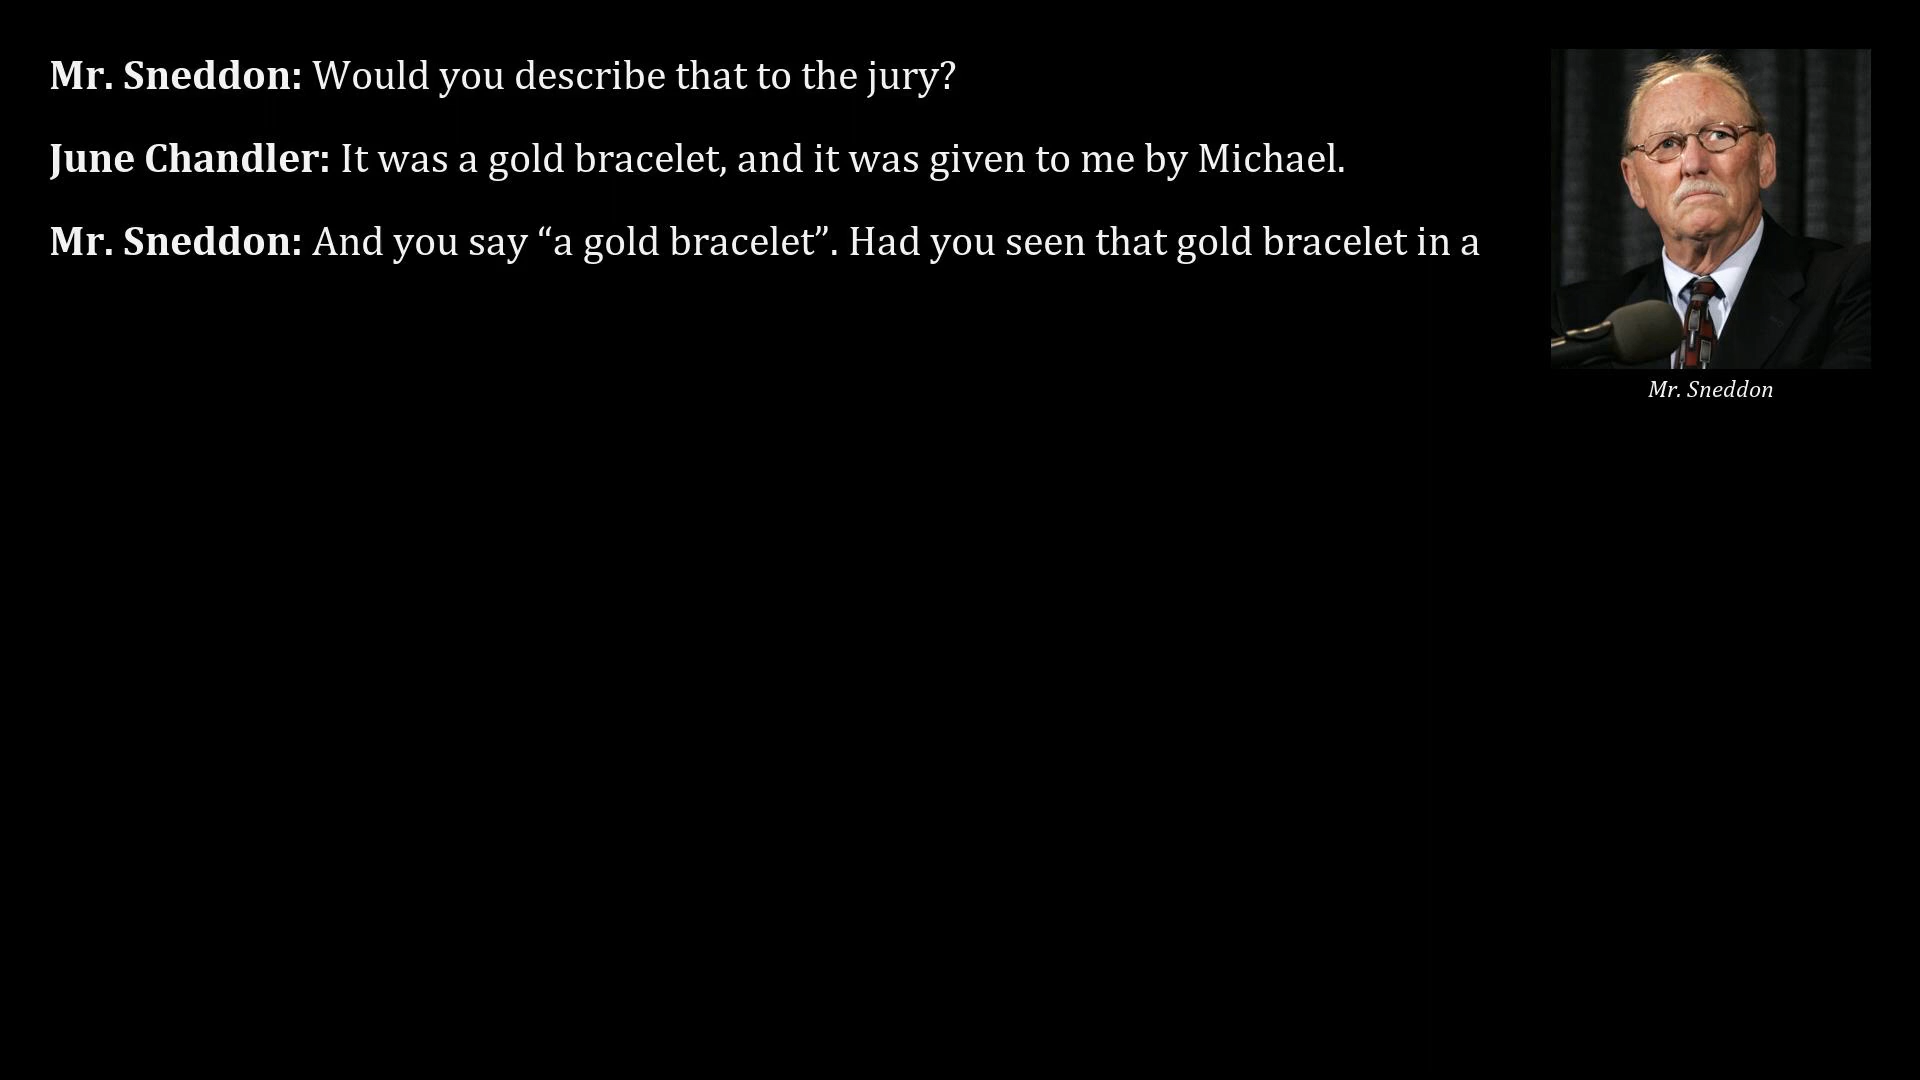 Mr. Sneddon: Would you describe that to the jury?
June Chandler: It was a gold bracelet, and it was given to me by Michael.
Mr. Sneddon: And you say “a gold bracelet”. Had you seen that gold bracelet in a
Mr. Sneddon